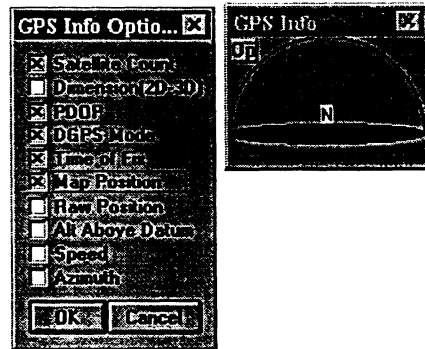 GPS Info Optio...
Satellite Count
Dimension(2D-3D)
PDOP
DGPS Mode
Time of Fix
Map Position
Raw Position
Alt Above Datum
Speed
Azimuth
OK
Cancel
GPS Info
Up
N